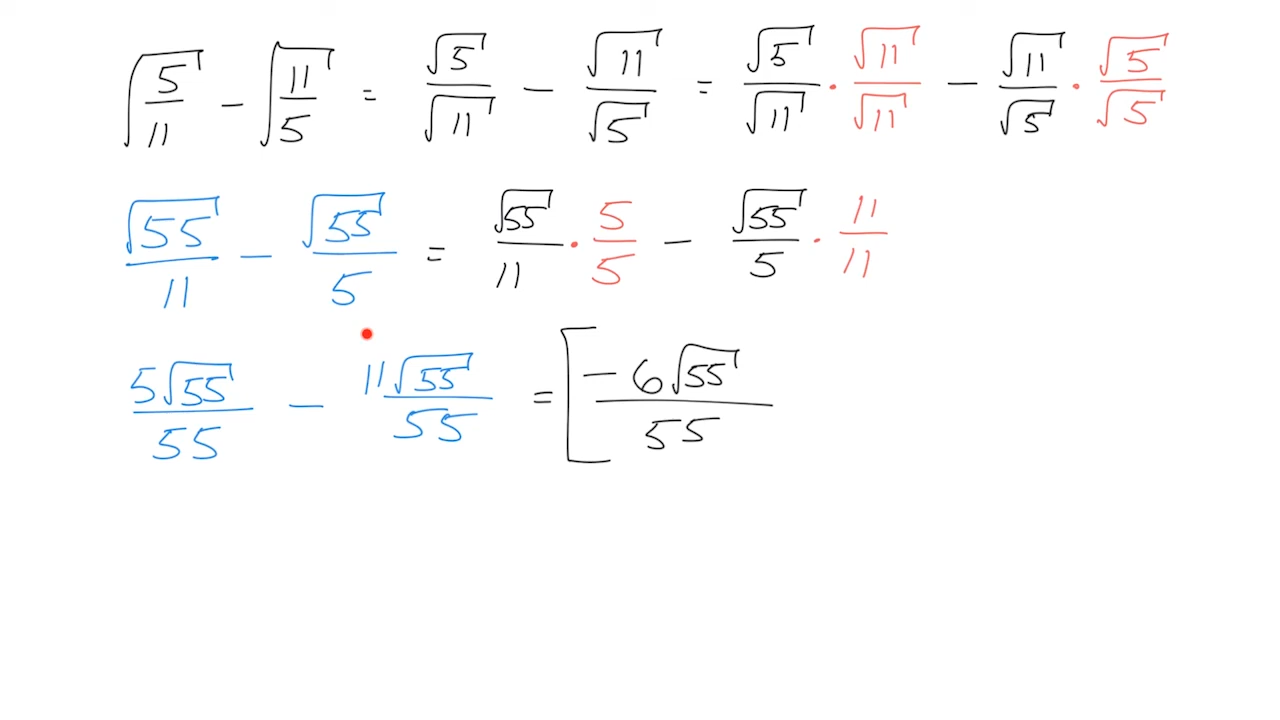 √(5/11) - √(11/5) = √5/√11 - √11/√5 = √5/√11 · √11/√11 - √11/√5 · √5/√5
√55/11 - √55/5 = √55/11 · 5/5 - √55/5 · 11/11
5√55/55 - 11√55/55 = [-6√55/55